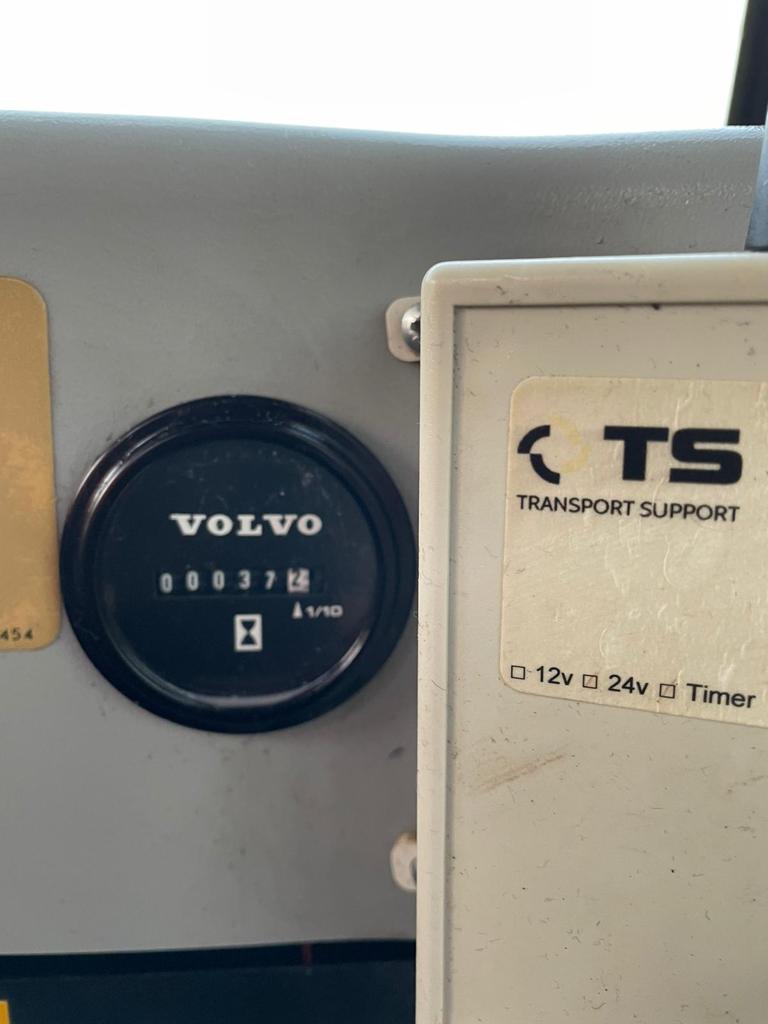 VOLVO
0 0 0 3 7 2
1/10
454
TS
TRANSPORT SUPPORT
☐ 12v ☑ 24v ☑ Timer